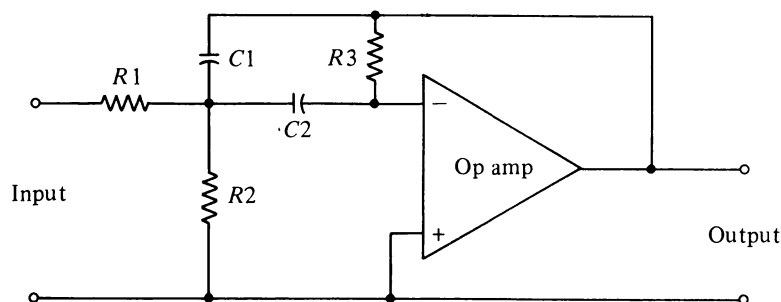 C1
R3
R1
C2
−
Op amp
Input
R2
+
Output